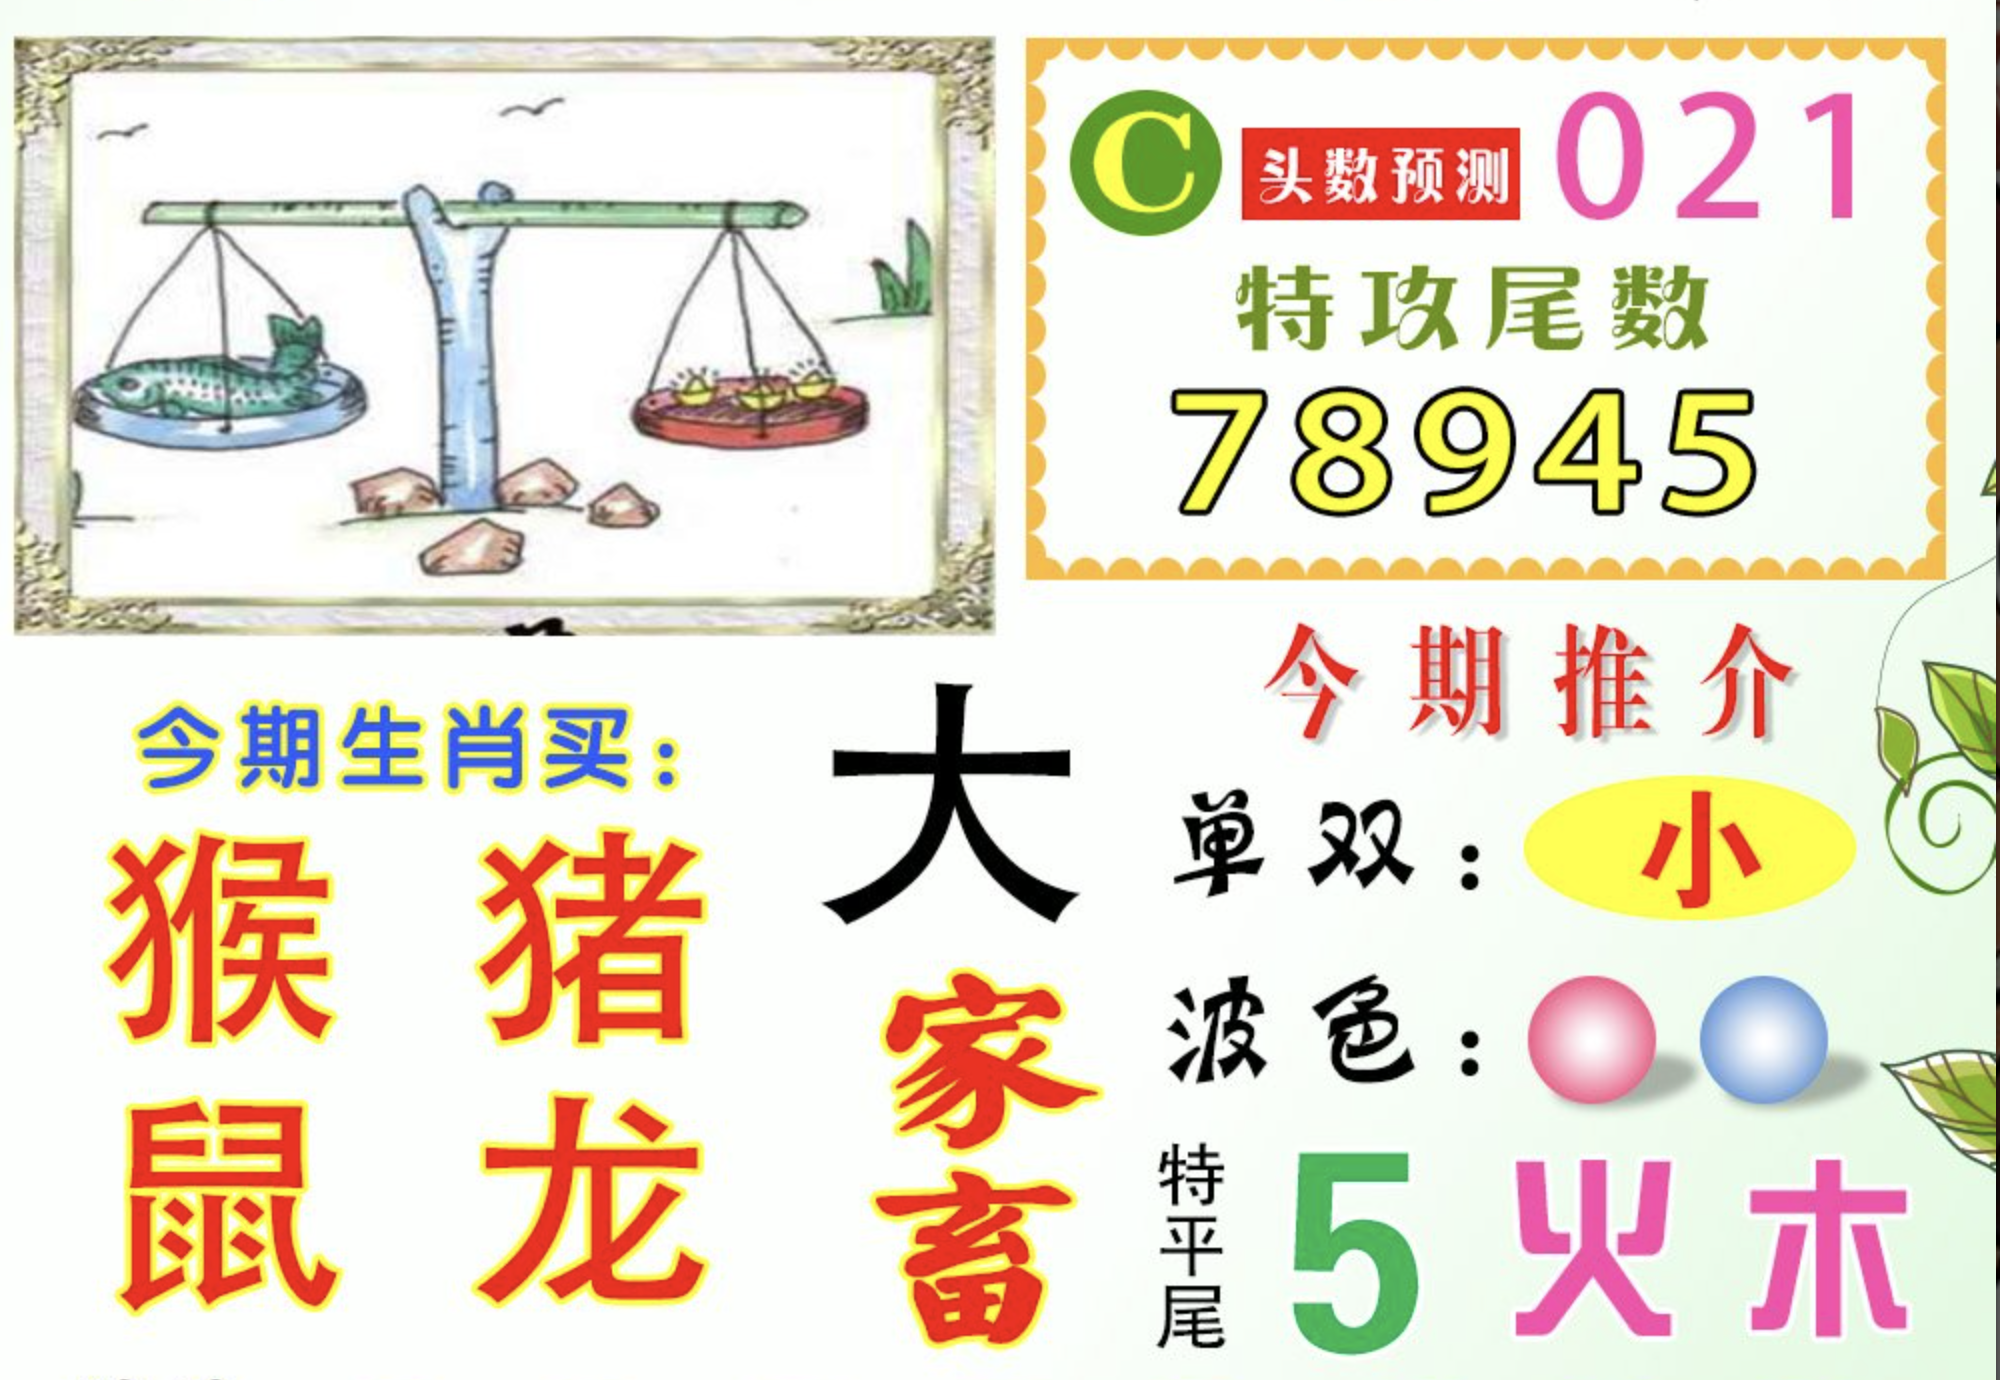 C 头数预测 021
特攻尾数
78945
今期推介
今期生肖买：
猴 猪
鼠 龙
大
家
畜
单双：小
波色：
特平尾 5 火 木